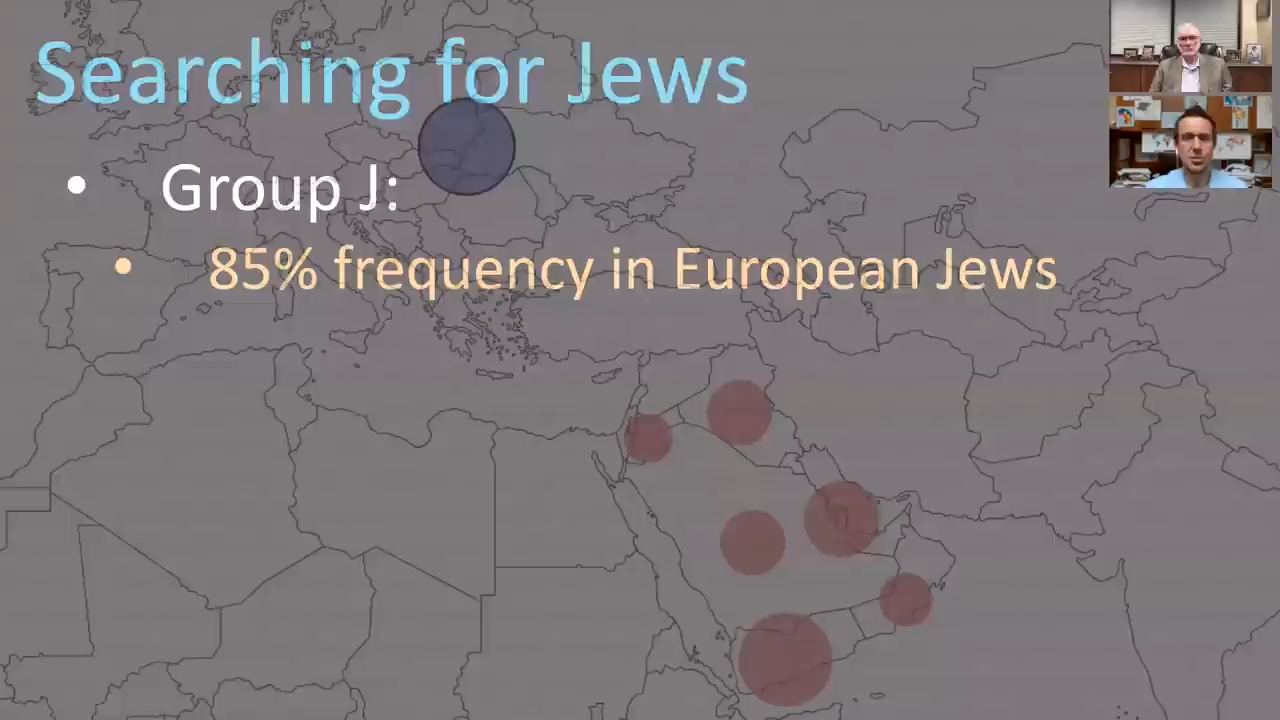 Searching for Jews
• Group J:
• 85% frequency in European Jews